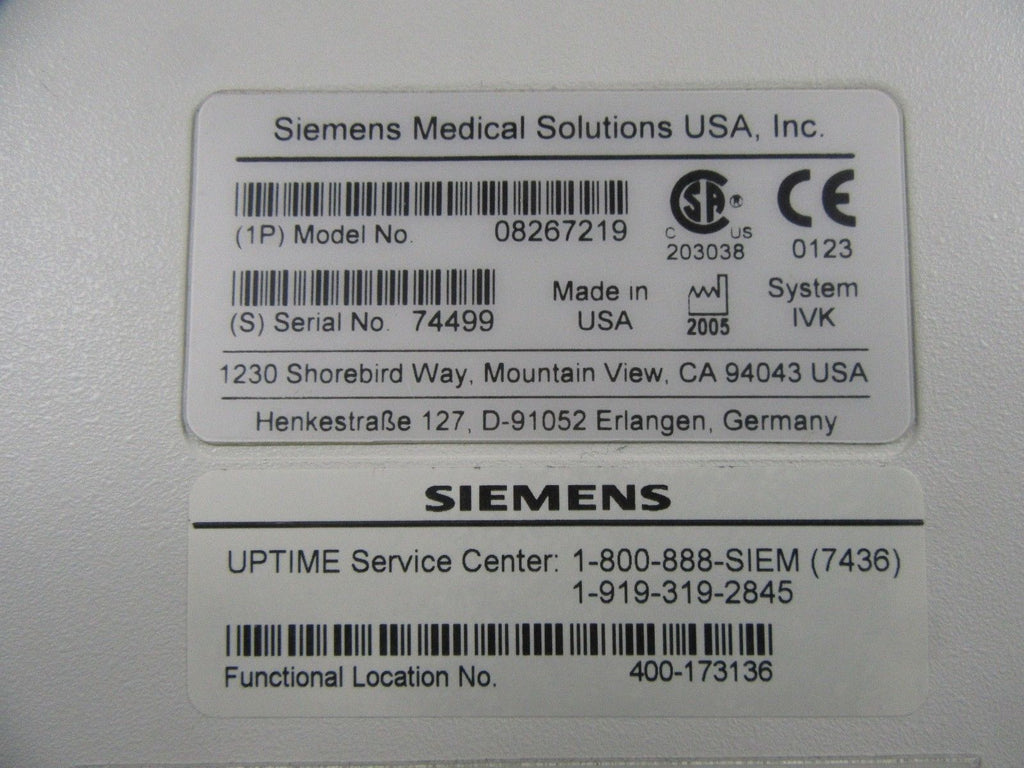 Siemens Medical Solutions USA, Inc.
(1P) Model No. 08267219
CSA® C US
203038
CE
0123
(S) Serial No. 74499
Made in
USA
2005
System
IVK
1230 Shorebird Way, Mountain View, CA 94043 USA
Henkestraße 127, D-91052 Erlangen, Germany
SIEMENS
UPTIME Service Center: 1-800-888-SIEM (7436)
1-919-319-2845
Functional Location No. 400-173136